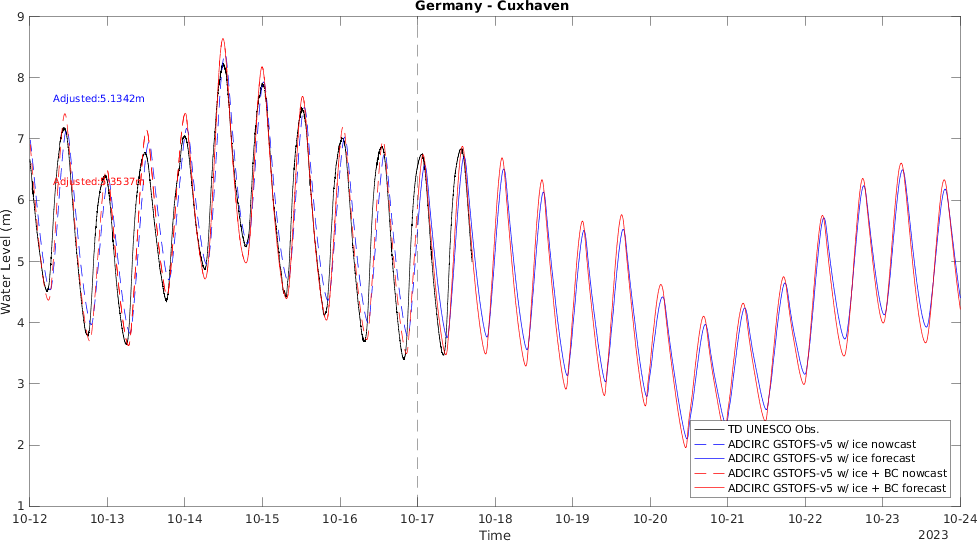 Germany - Cuxhaven
9
8
7
6
5
4
3
2
1
Water Level (m)
Adjusted:5.1342m
TD UNESCO Obs.
ADCIRC GSTOFS-v5 w/ ice nowcast
ADCIRC GSTOFS-v5 w/ ice forecast
ADCIRC GSTOFS-v5 w/ ice + BC nowcast
ADCIRC GSTOFS-v5 w/ ice + BC forecast
10-12 10-13 10-14 10-15 10-16 10-17 10-18 10-19 10-20 10-21 10-22 10-23 10-24
Time
2023